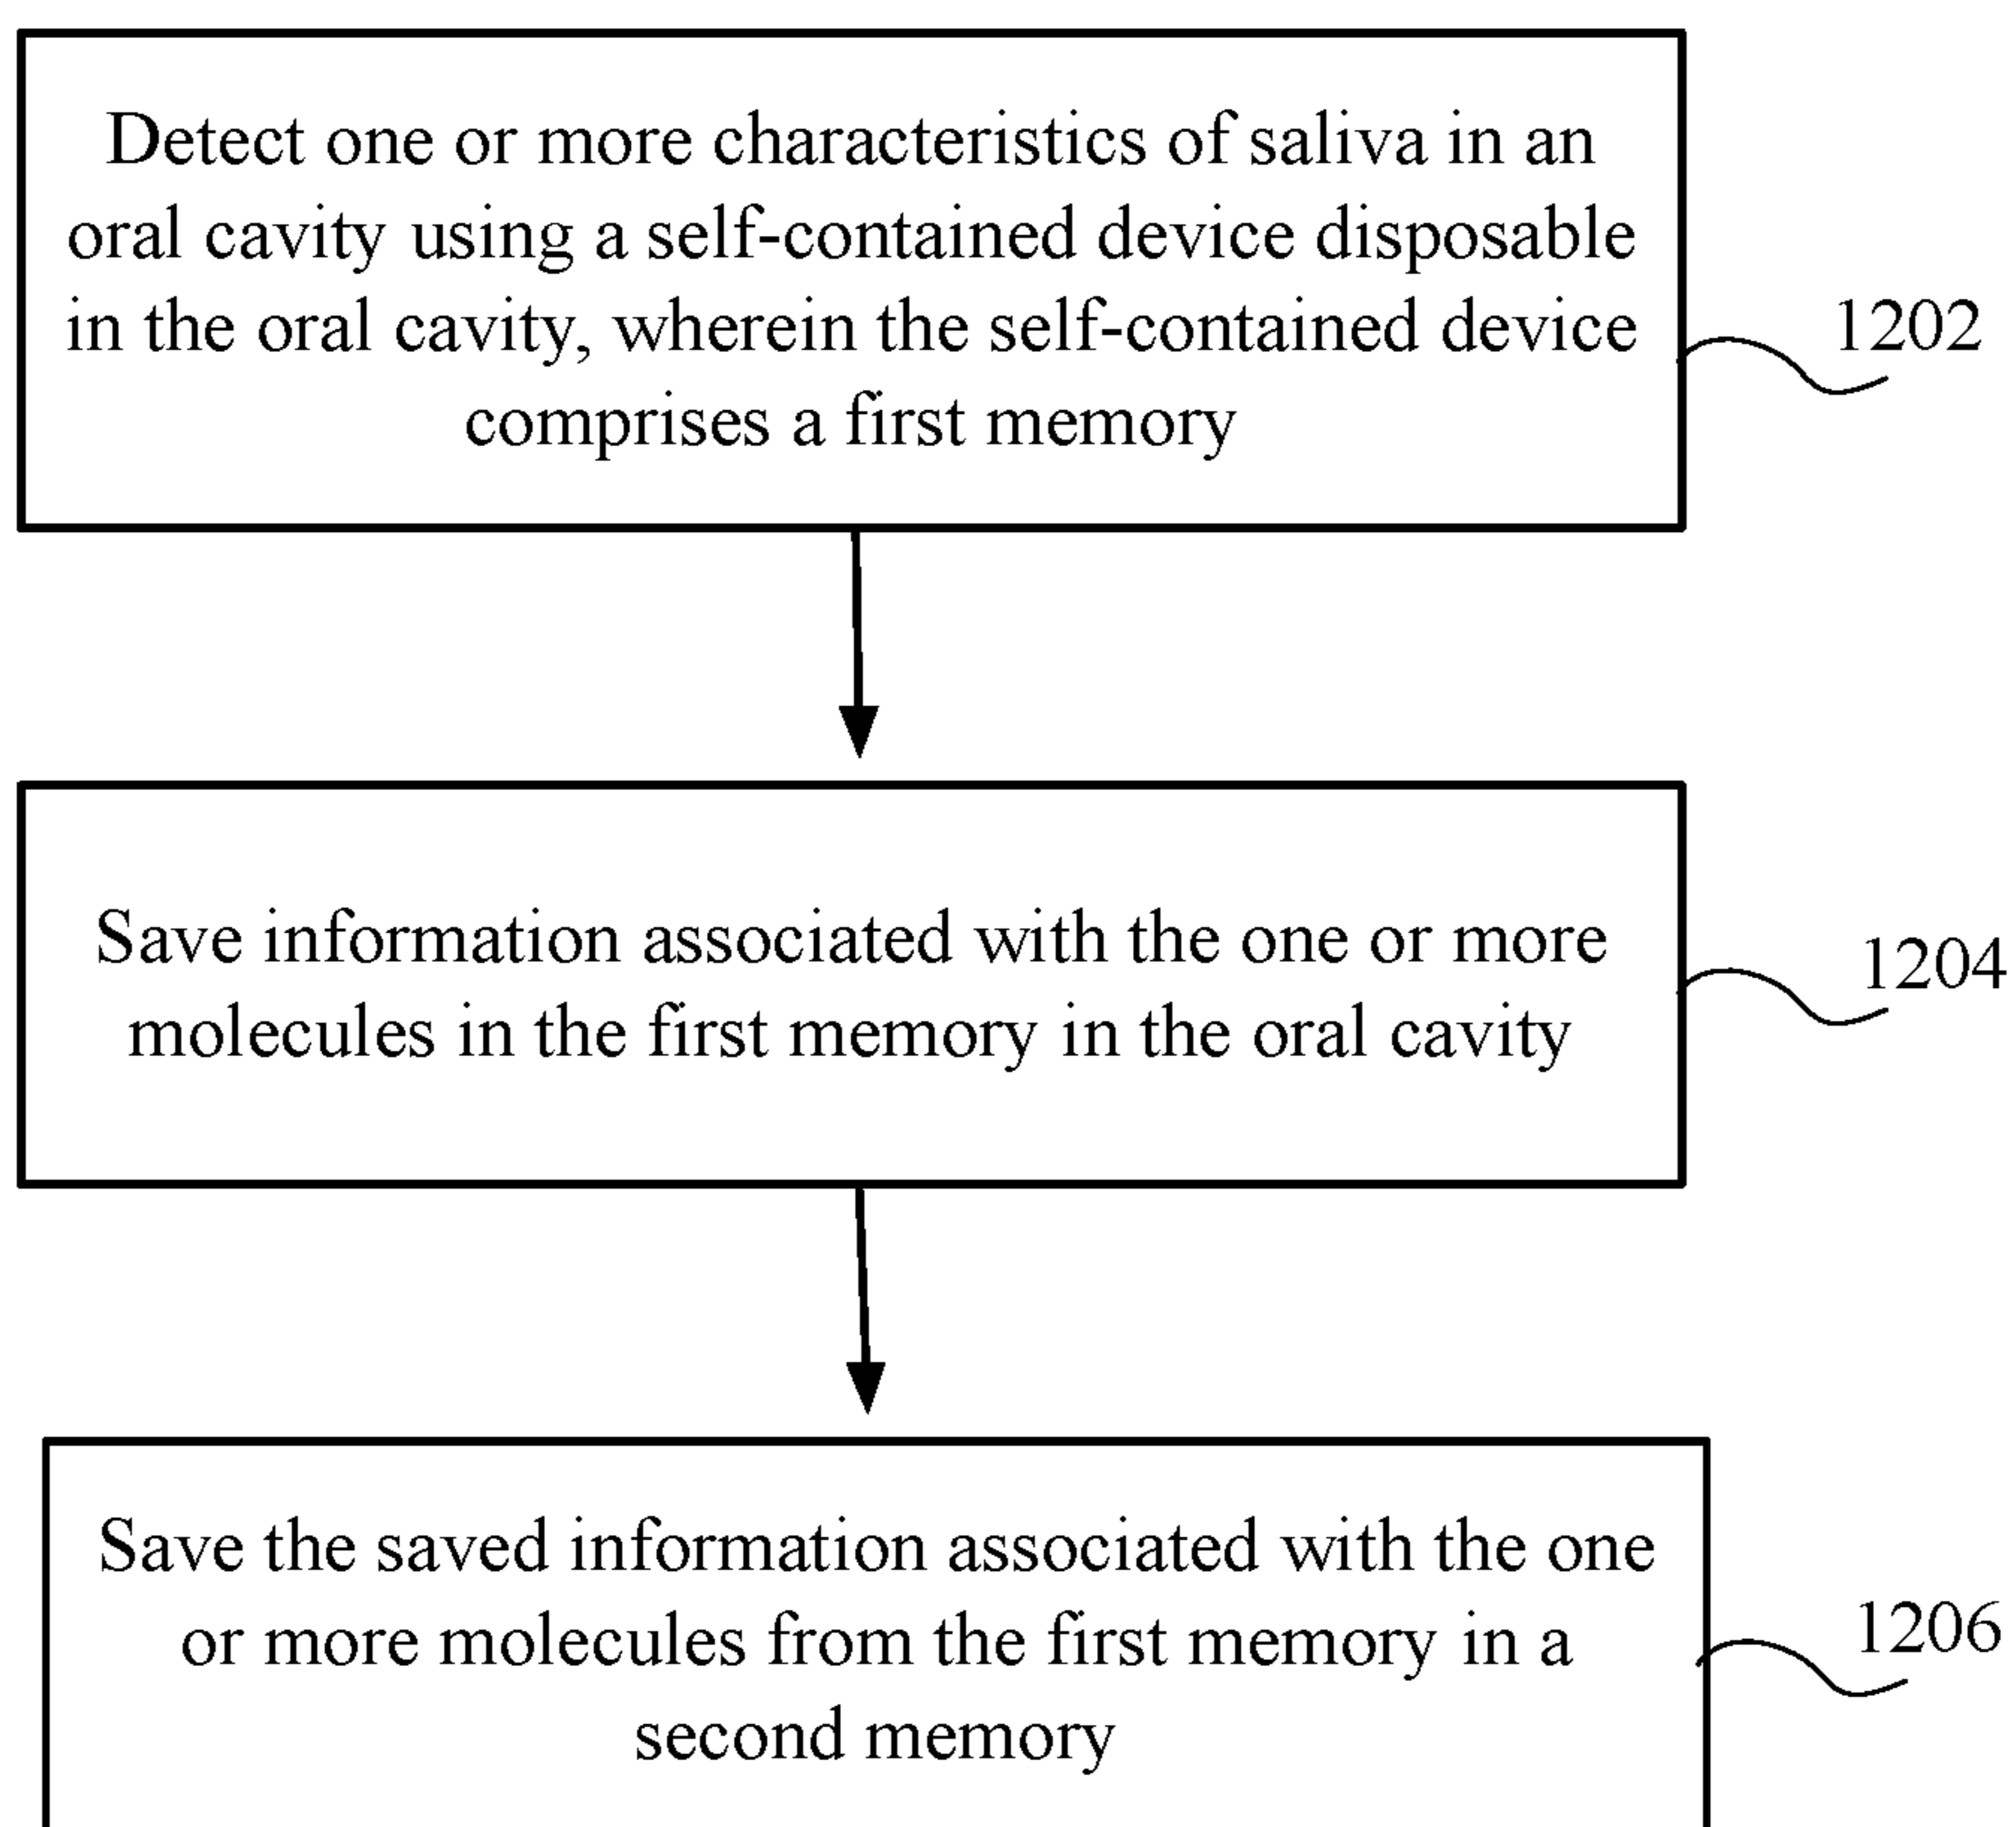 Detect one or more characteristics of saliva in an
oral cavity using a self-contained device disposable
in the oral cavity, wherein the self-contained device
comprises a first memory
1202
Save information associated with the one or more
molecules in the first memory in the oral cavity
1204
Save the saved information associated with the one
or more molecules from the first memory in a
second memory
1206